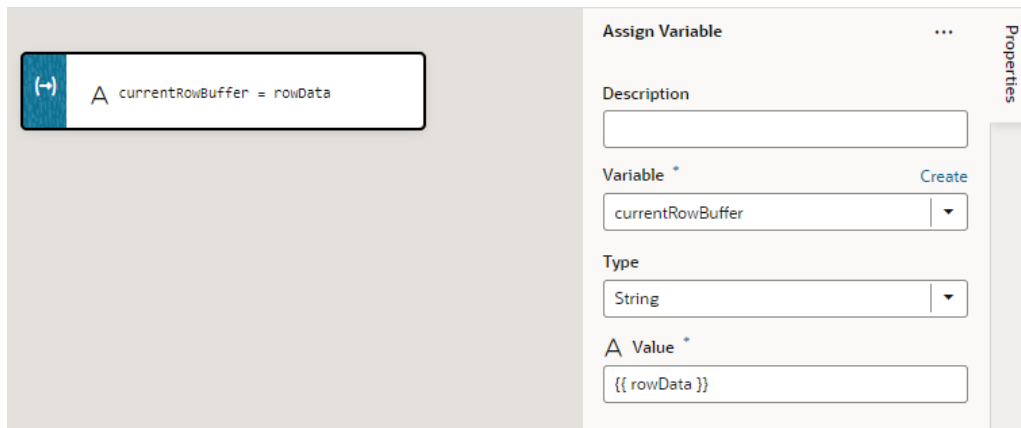 (→) A currentRowBuffer = rowData
Assign Variable ...
Description
Variable * Create
currentRowBuffer
Type
String
A Value *
{{ rowData }}
Properties